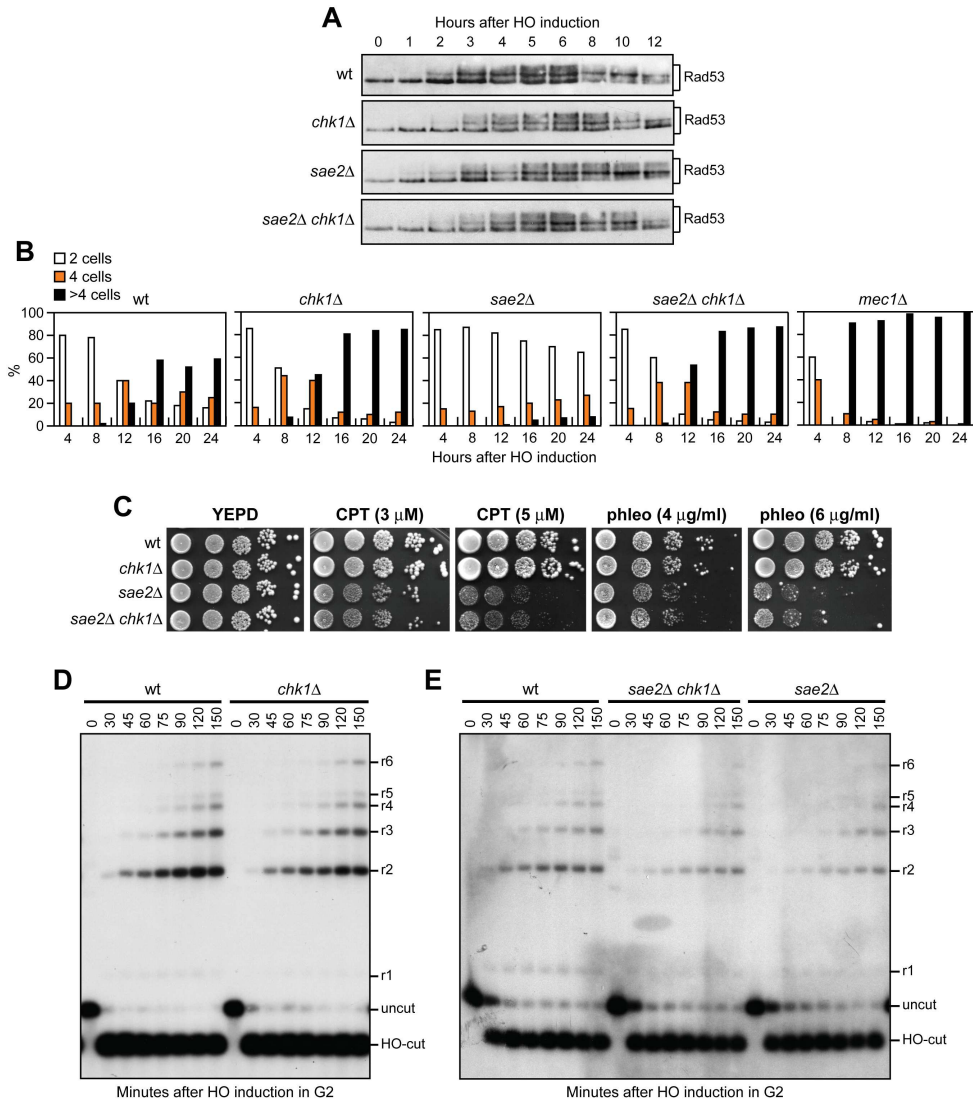 A
Hours after HO induction
0 1 2 3 4 5 6 8 10 12
wt Rad53
chk1Δ Rad53
sae2Δ Rad53
sae2Δ chk1Δ Rad53
B
2 cells
4 cells
>4 cells
wt chk1Δ sae2Δ sae2Δ chk1Δ mec1Δ
100
80
60
40
20
0
%
4 8 12 16 20 24 4 8 12 16 20 24 4 8 12 16 20 24 4 8 12 16 20 24 4 8 12 16 20 24
Hours after HO induction
C
YEPD CPT (3 μM) CPT (5 μM) phleo (4 μg/ml) phleo (6 μg/ml)
wt
chk1Δ
sae2Δ
sae2Δ chk1Δ
D
wt chk1Δ
0 30 45 60 75 90 120 150 0 30 45 60 75 90 120 150
r6
r5
r4
r3
r2
r1
uncut
HO-cut
Minutes after HO induction in G2
E
wt sae2Δ chk1Δ sae2Δ
0 30 45 60 75 90 120 150 0 30 45 60 75 90 120 150 0 30 45 60 75 90 120 150
r6
r5
r4
r3
r2
r1
uncut
HO-cut
Minutes after HO induction in G2